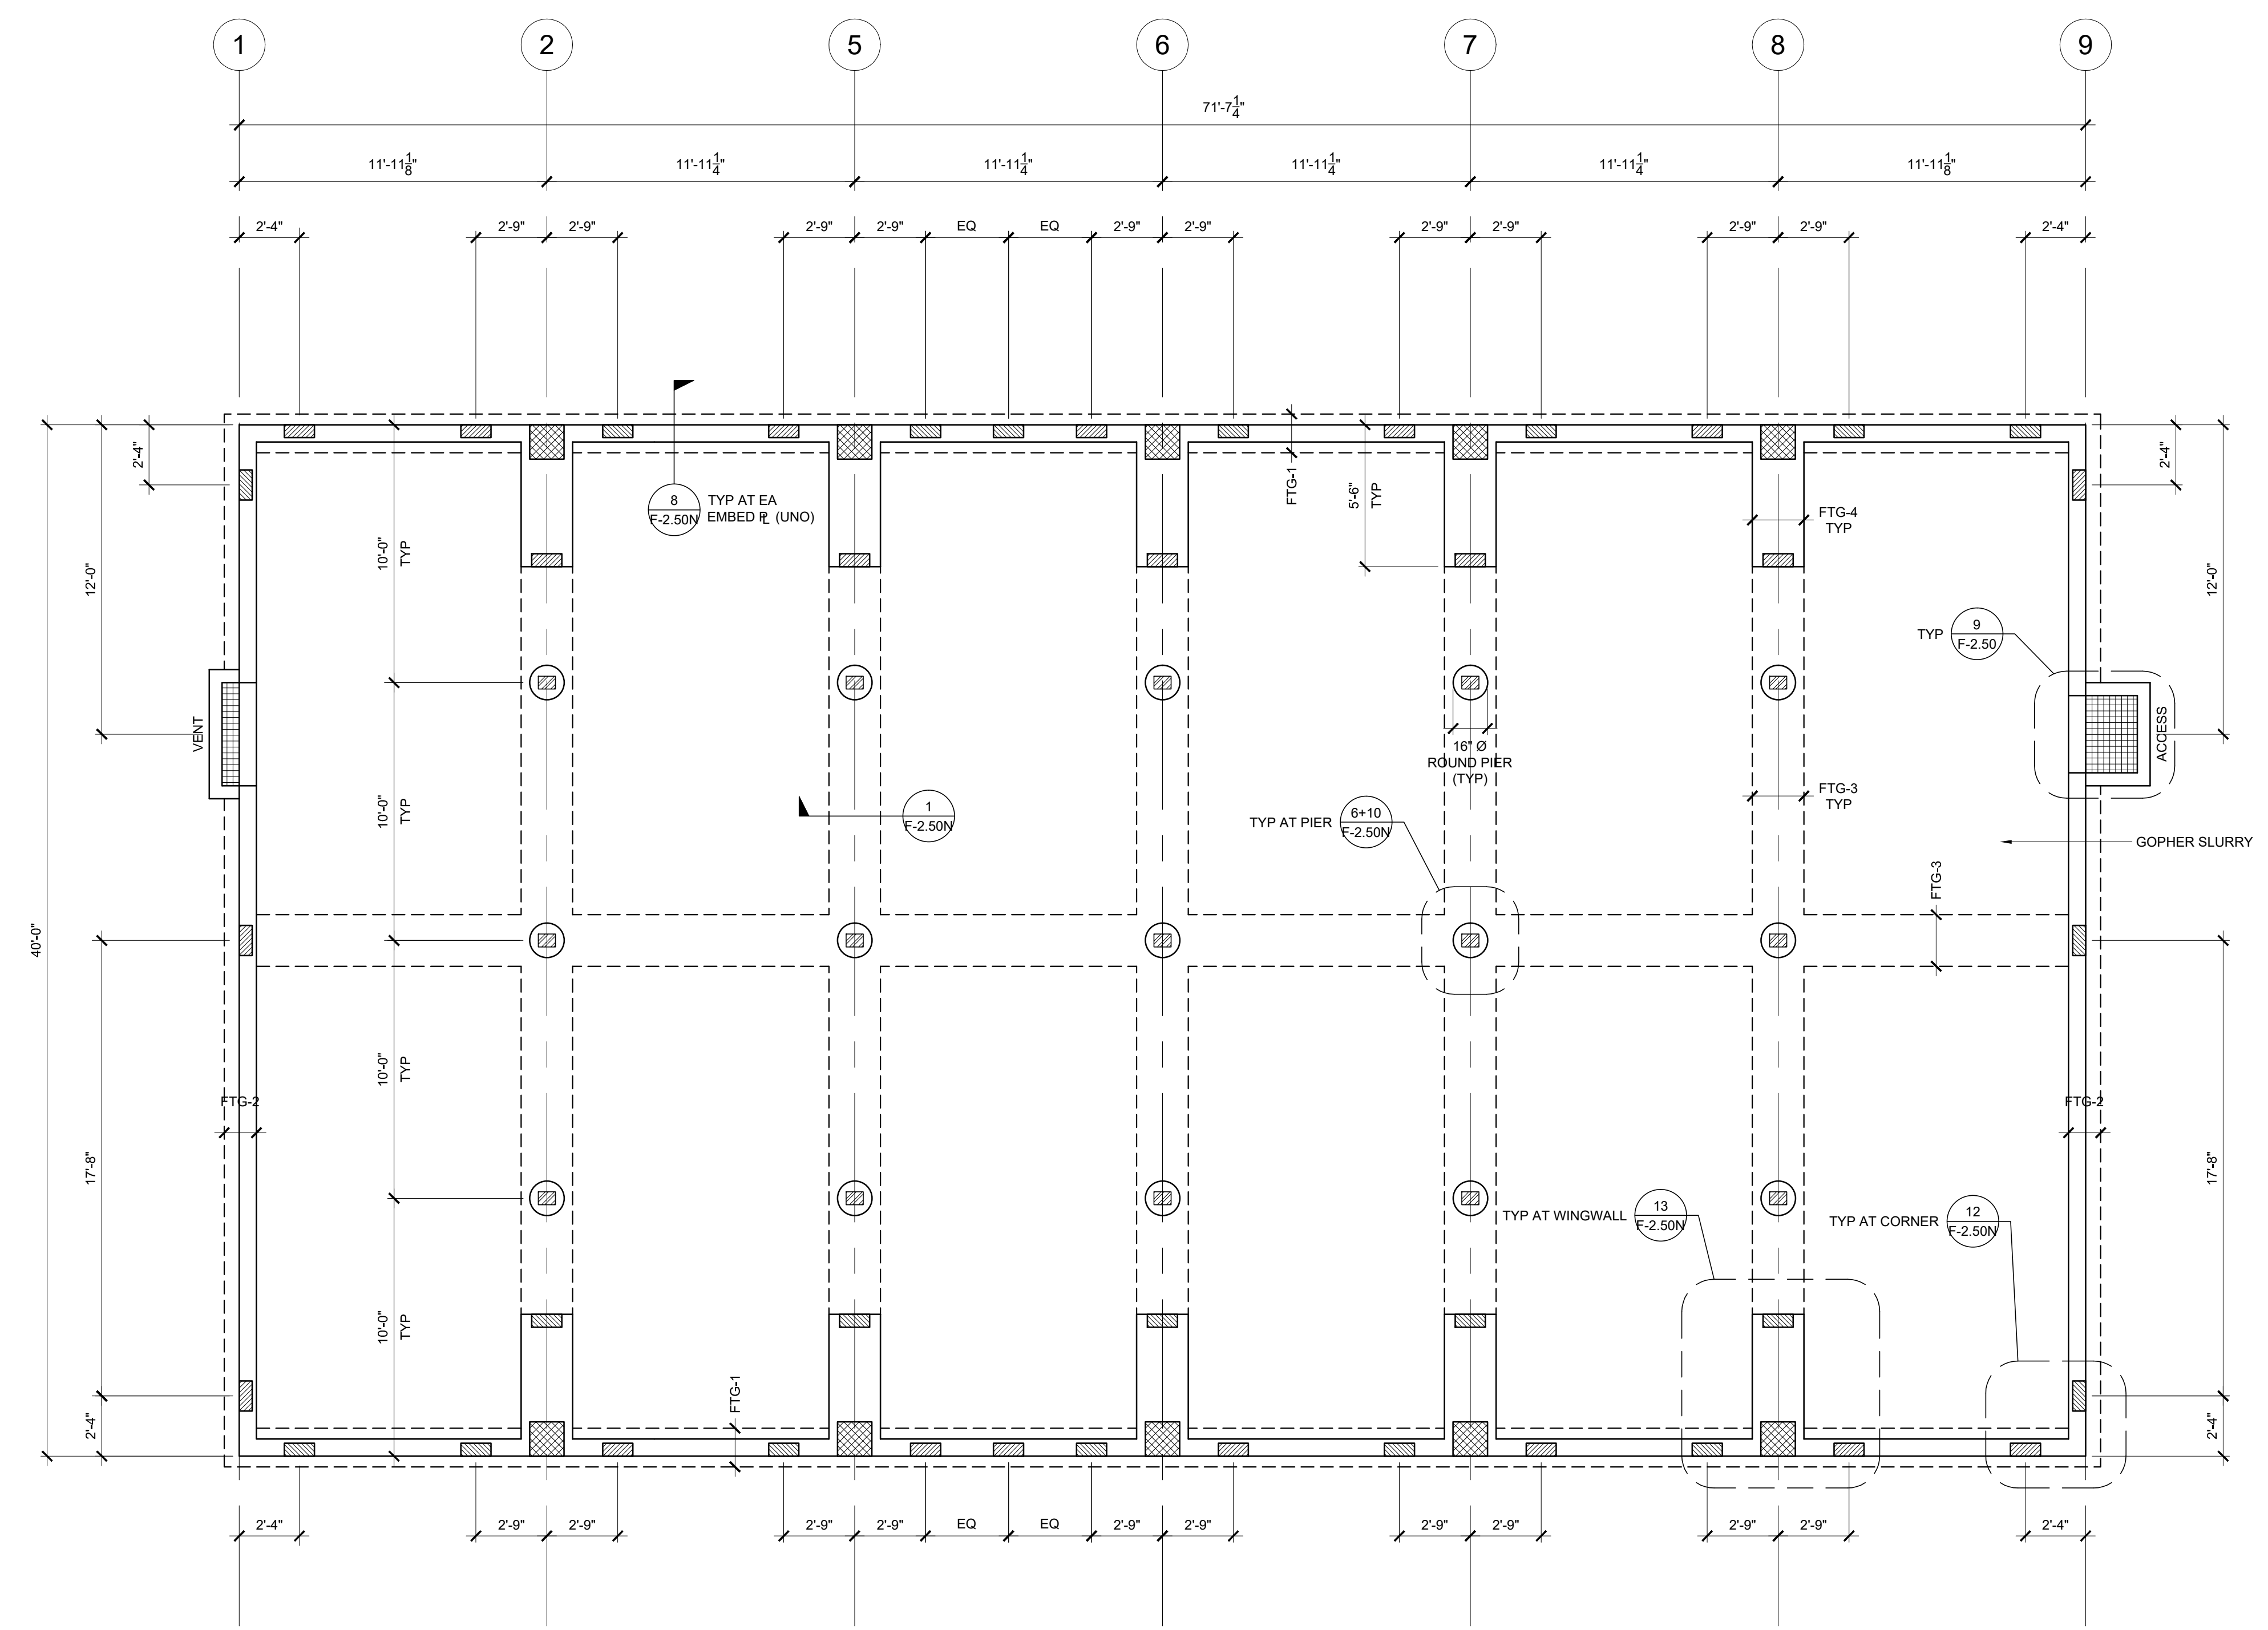 1 2 5 6 7 8 9
71'-7 1/4"
11'-11 1/8" 11'-11 1/4" 11'-11 1/4" 11'-11 1/4" 11'-11 1/4" 11'-11 1/8"
2'-4" 2'-9" 2'-9" 2'-9" 2'-9" EQ EQ 2'-9" 2'-9" 2'-9" 2'-9" 2'-9" 2'-9" 2'-4"
2'-4"
2'-4"
8
F-2.50N
TYP AT EA
EMBED PL (UNO)
FTG-1
5'-6"
TYP
FTG-4
TYP
10'-0"
TYP
12'-0"
12'-0"
TYP
9
F-2.50
VENT
ACCESS
16" Ø
ROUND PIER
(TYP)
FTG-3
TYP
10'-0"
TYP
1
F-2.50N
TYP AT PIER
6+10
F-2.50N
GOPHER SLURRY
FTG-3
40'-0"
10'-0"
TYP
FTG-2
FTG-2
17'-8"
17'-8"
TYP AT WINGWALL
13
F-2.50N
TYP AT CORNER
12
F-2.50N
10'-0"
TYP
FTG-1
2'-4"
2'-4"
2'-4" 2'-9" 2'-9" 2'-9" 2'-9" EQ EQ 2'-9" 2'-9" 2'-9" 2'-9" 2'-9" 2'-9" 2'-4"